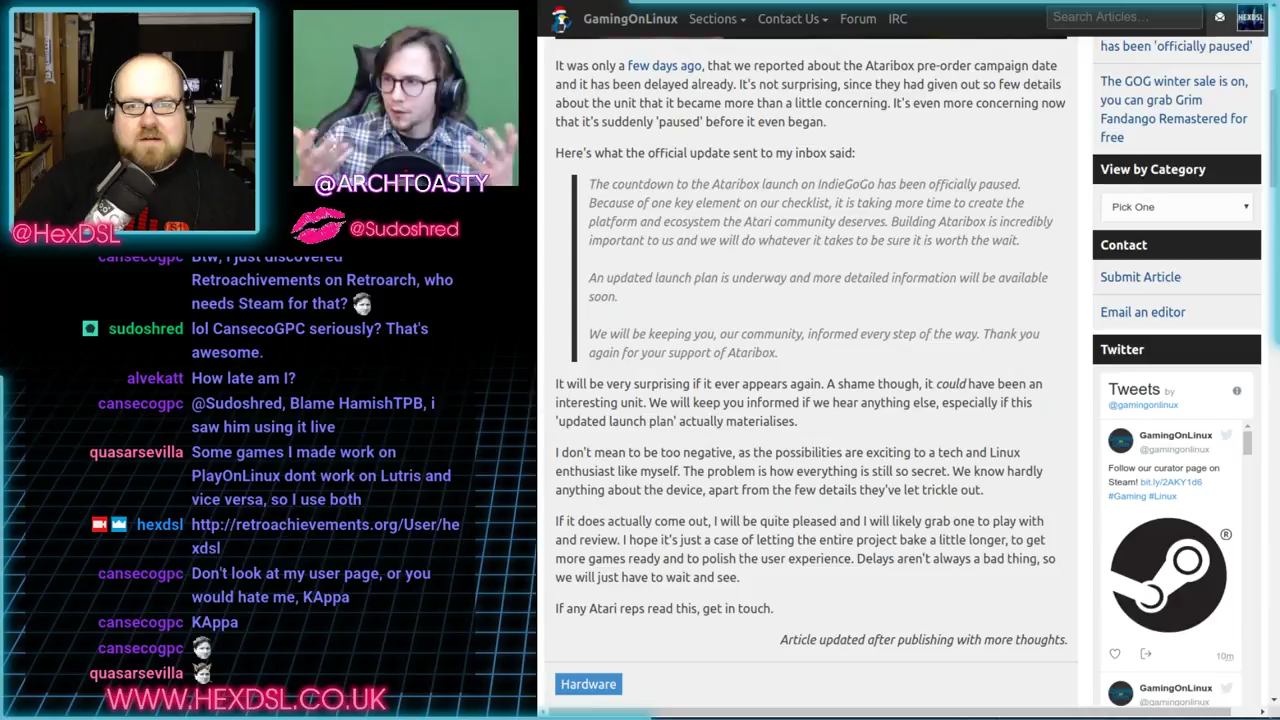 @HexDSL
@ARCHTOASTY
@Sudoshred
cansecogpc Btw, I just discovered
Retroachivements on Retroarch, who
needs Steam for that?
sudoshred lol CansecoGPC seriously? That's
awesome.
alvekatt How late am I?
cansecogpc @Sudoshred, Blame HamishTPB, i
saw him using it live
quasarsevilla Some games I made work on
PlayOnLinux dont work on Lutris and
vice versa, so I use both
hexdsl http://retroachievements.org/User/he
xdsl
cansecogpc Don't look at my user page, or you
would hate me, KAppa
cansecogpc KAppa
cansecogpc
quasarsevilla
WWW.HEXDSL.CO.UK
GamingOnLinux Sections Contact Us Forum IRC
Search Articles...
HEXDSL
It was only a few days ago, that we reported about the Ataribox pre-order campaign date
and it has been delayed already. It's not surprising, since they had given out so few details
about the unit that it became more than a little concerning. It's even more concerning now
that it's suddenly 'paused' before it even began.
Here's what the official update sent to my inbox said:
The countdown to the Ataribox launch on IndieGoGo has been officially paused.
Because of one key element on our checklist, it is taking more time to create the
platform and ecosystem the Atari community deserves. Building Ataribox is incredibly
important to us and we will do whatever it takes to be sure it is worth the wait.
An updated launch plan is underway and more detailed information will be available
soon.
We will be keeping you, our community, informed every step of the way. Thank you
again for your support of Ataribox.
It will be very surprising if it ever appears again. A shame though, it could have been an
interesting unit. We will keep you informed if we hear anything else, especially if this
'updated launch plan' actually materialises.
I don't mean to be too negative, as the possibilities are exciting to a tech and Linux
enthusiast like myself. The problem is how everything is still so secret. We know hardly
anything about the device, apart from the few details they've let trickle out.
If it does actually come out, I will be quite pleased and I will likely grab one to play with
and review. I hope it's just a case of letting the entire project bake a little longer, to get
more games ready and to polish the user experience. Delays aren't always a bad thing, so
we will just have to wait and see.
If any Atari reps read this, get in touch.
Article updated after publishing with more thoughts.
Hardware
has been 'officially paused'
The GOG winter sale is on,
you can grab Grim
Fandango Remastered for
free
View by Category
Pick One
Contact
Submit Article
Email an editor
Twitter
Tweets by
@gamingonlinux
GamingOnLinux
@gamingonlinux
Follow our curator page on
Steam! bit.ly/2AKY1d6
#Gaming #Linux
®
10m
GamingOnLinux
@gamingonlinux